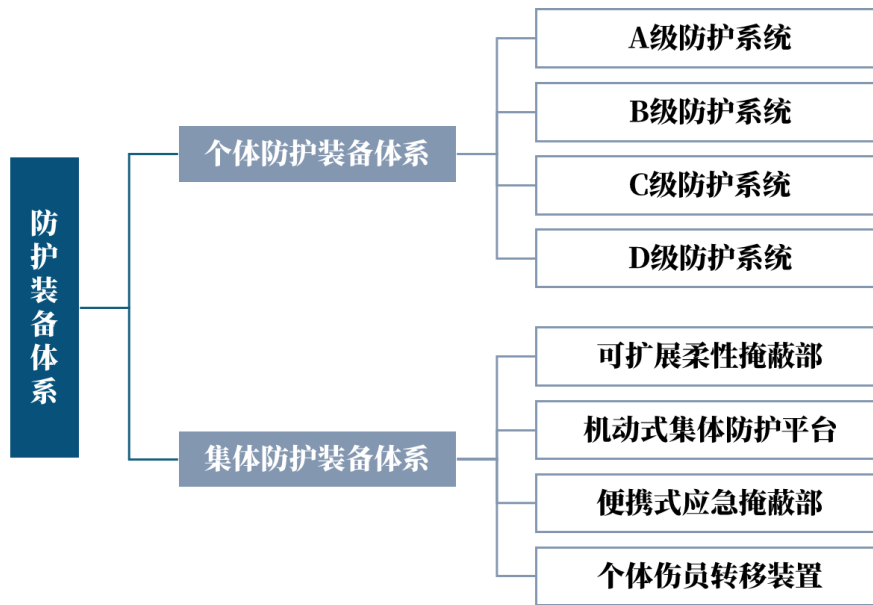 防护装备体系
个体防护装备体系
A级防护系统
B级防护系统
C级防护系统
D级防护系统
集体防护装备体系
可扩展柔性掩蔽部
机动式集体防护平台
便携式应急掩蔽部
个体伤员转移装置